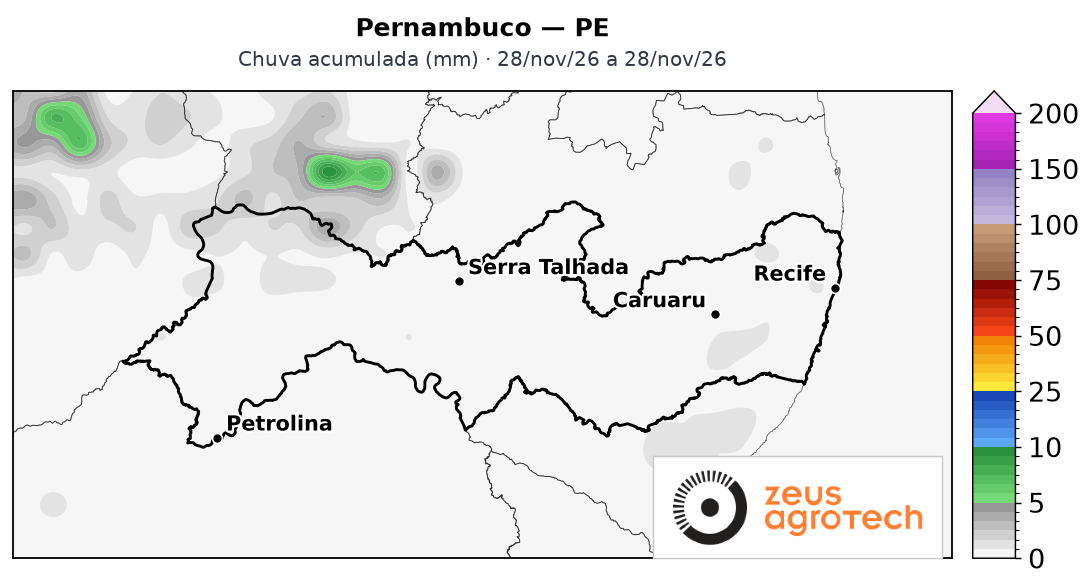 Pernambuco — PE
Chuva acumulada (mm) · 28/nov/26 a 28/nov/26
200
150
100
75
50
25
10
5
0
Serra Talhada
Recife
Caruaru
Petrolina
zeus
agrotech